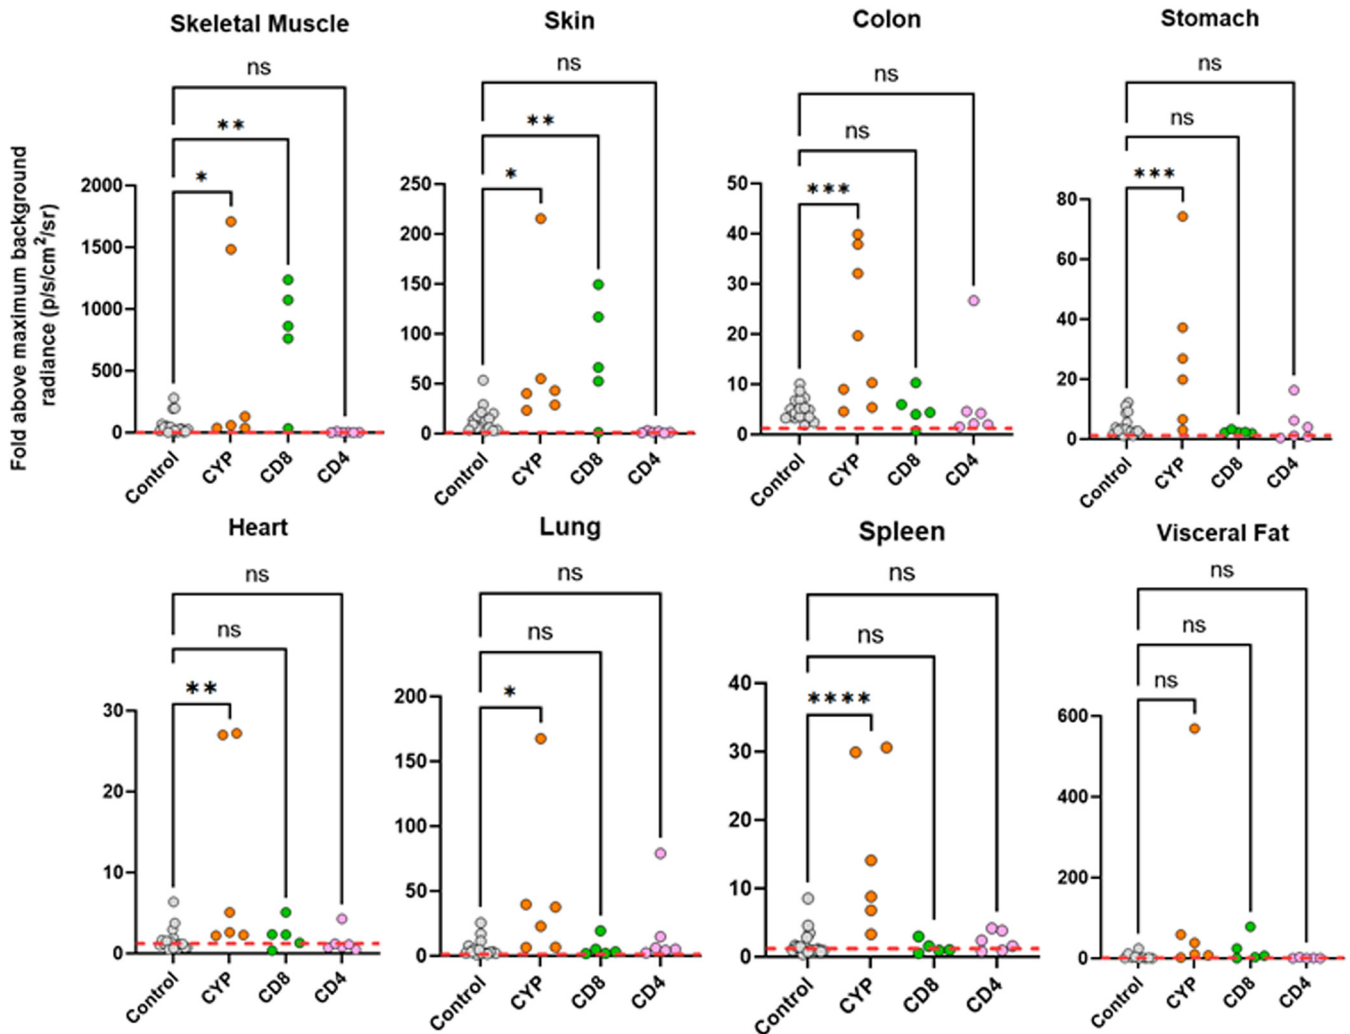 Skeletal Muscle
ns
**
*
2000
1500
1000
500
0
Fold above maximum background
radiance (p/s/cm²/sr)
Control
CYP
CD8
CD4
Skin
ns
**
*
250
200
150
100
50
0
Control
CYP
CD8
CD4
Colon
ns
ns
***
50
40
30
20
10
0
Control
CYP
CD8
CD4
Stomach
ns
ns
***
80
60
40
20
0
Control
CYP
CD8
CD4
Heart
ns
ns
**
30
20
10
0
Control
CYP
CD8
CD4
Lung
ns
ns
*
200
150
100
50
0
Control
CYP
CD8
CD4
Spleen
ns
ns
****
40
30
20
10
0
Control
CYP
CD8
CD4
Visceral Fat
ns
ns
ns
600
400
200
0
Control
CYP
CD8
CD4